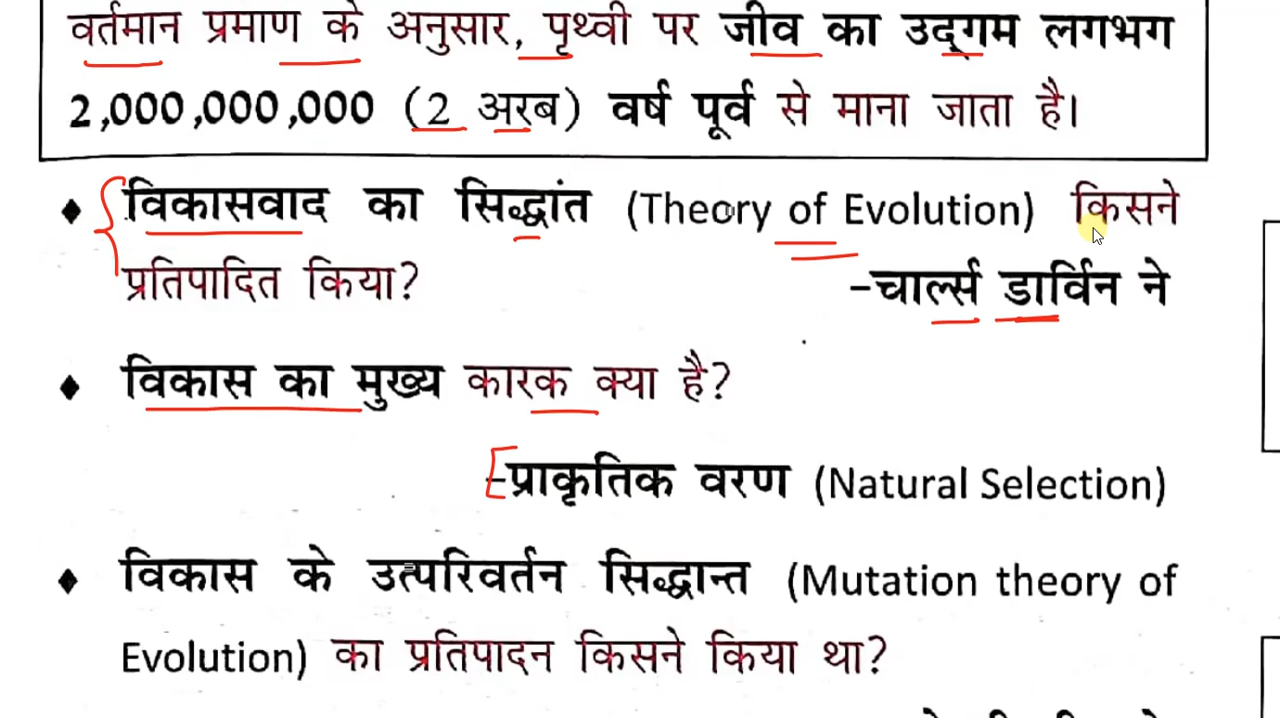 वर्तमान प्रमाण के अनुसार, पृथ्वी पर जीव का उद्‌गम लगभग
2,000,000,000 (2 अरब) वर्ष पूर्व से माना जाता है।
♦ विकासवाद का सिद्धांत (Theory of Evolution) किसने
प्रतिपादित किया? -चार्ल्स डार्विन ने
♦ विकास का मुख्य कारक क्या है?
-प्राकृतिक वरण (Natural Selection)
♦ विकास के उत्परिवर्तन सिद्धान्त (Mutation theory of
Evolution) का प्रतिपादन किसने किया था?